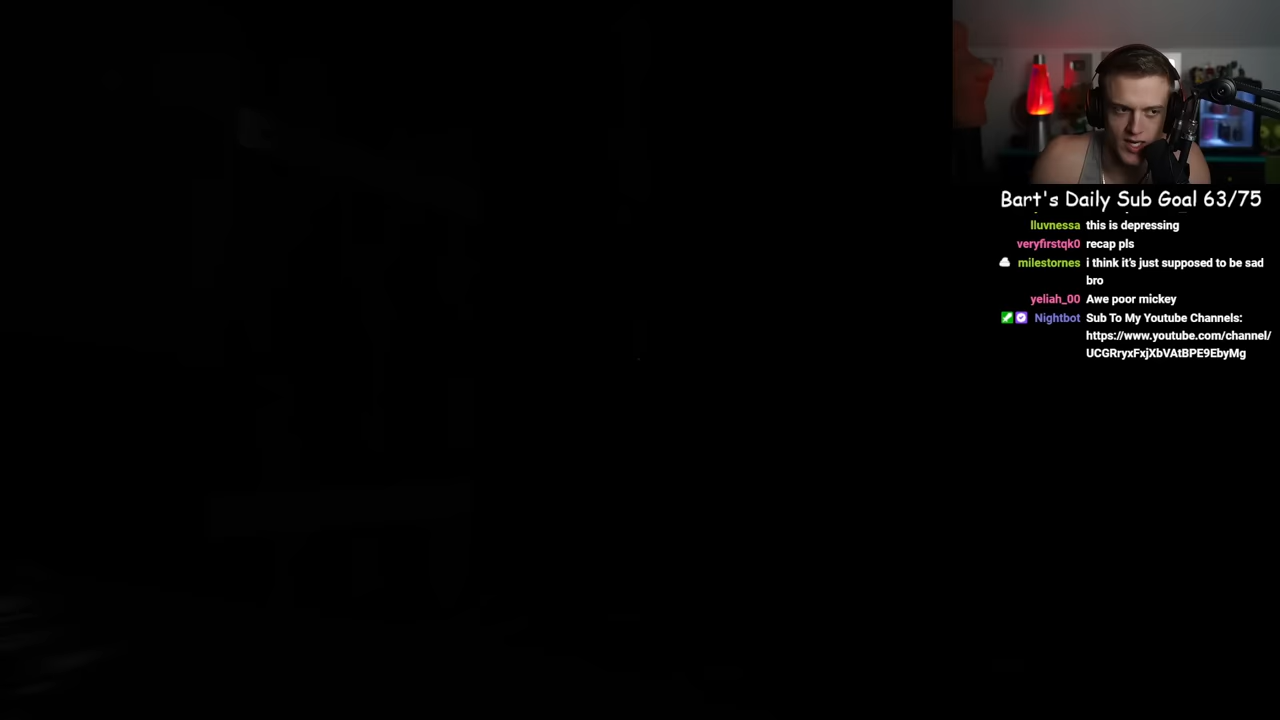 Bart's Daily Sub Goal 63/75
lluvnessa this is depressing
veryfirstqk0 recap pls
milestornes i think it's just supposed to be sad
bro
yeliah_00 Awe poor mickey
Nightbot Sub To My Youtube Channels:
https://www.youtube.com/channel/
UCGRryxFxjXbVAtBPE9EbyMg